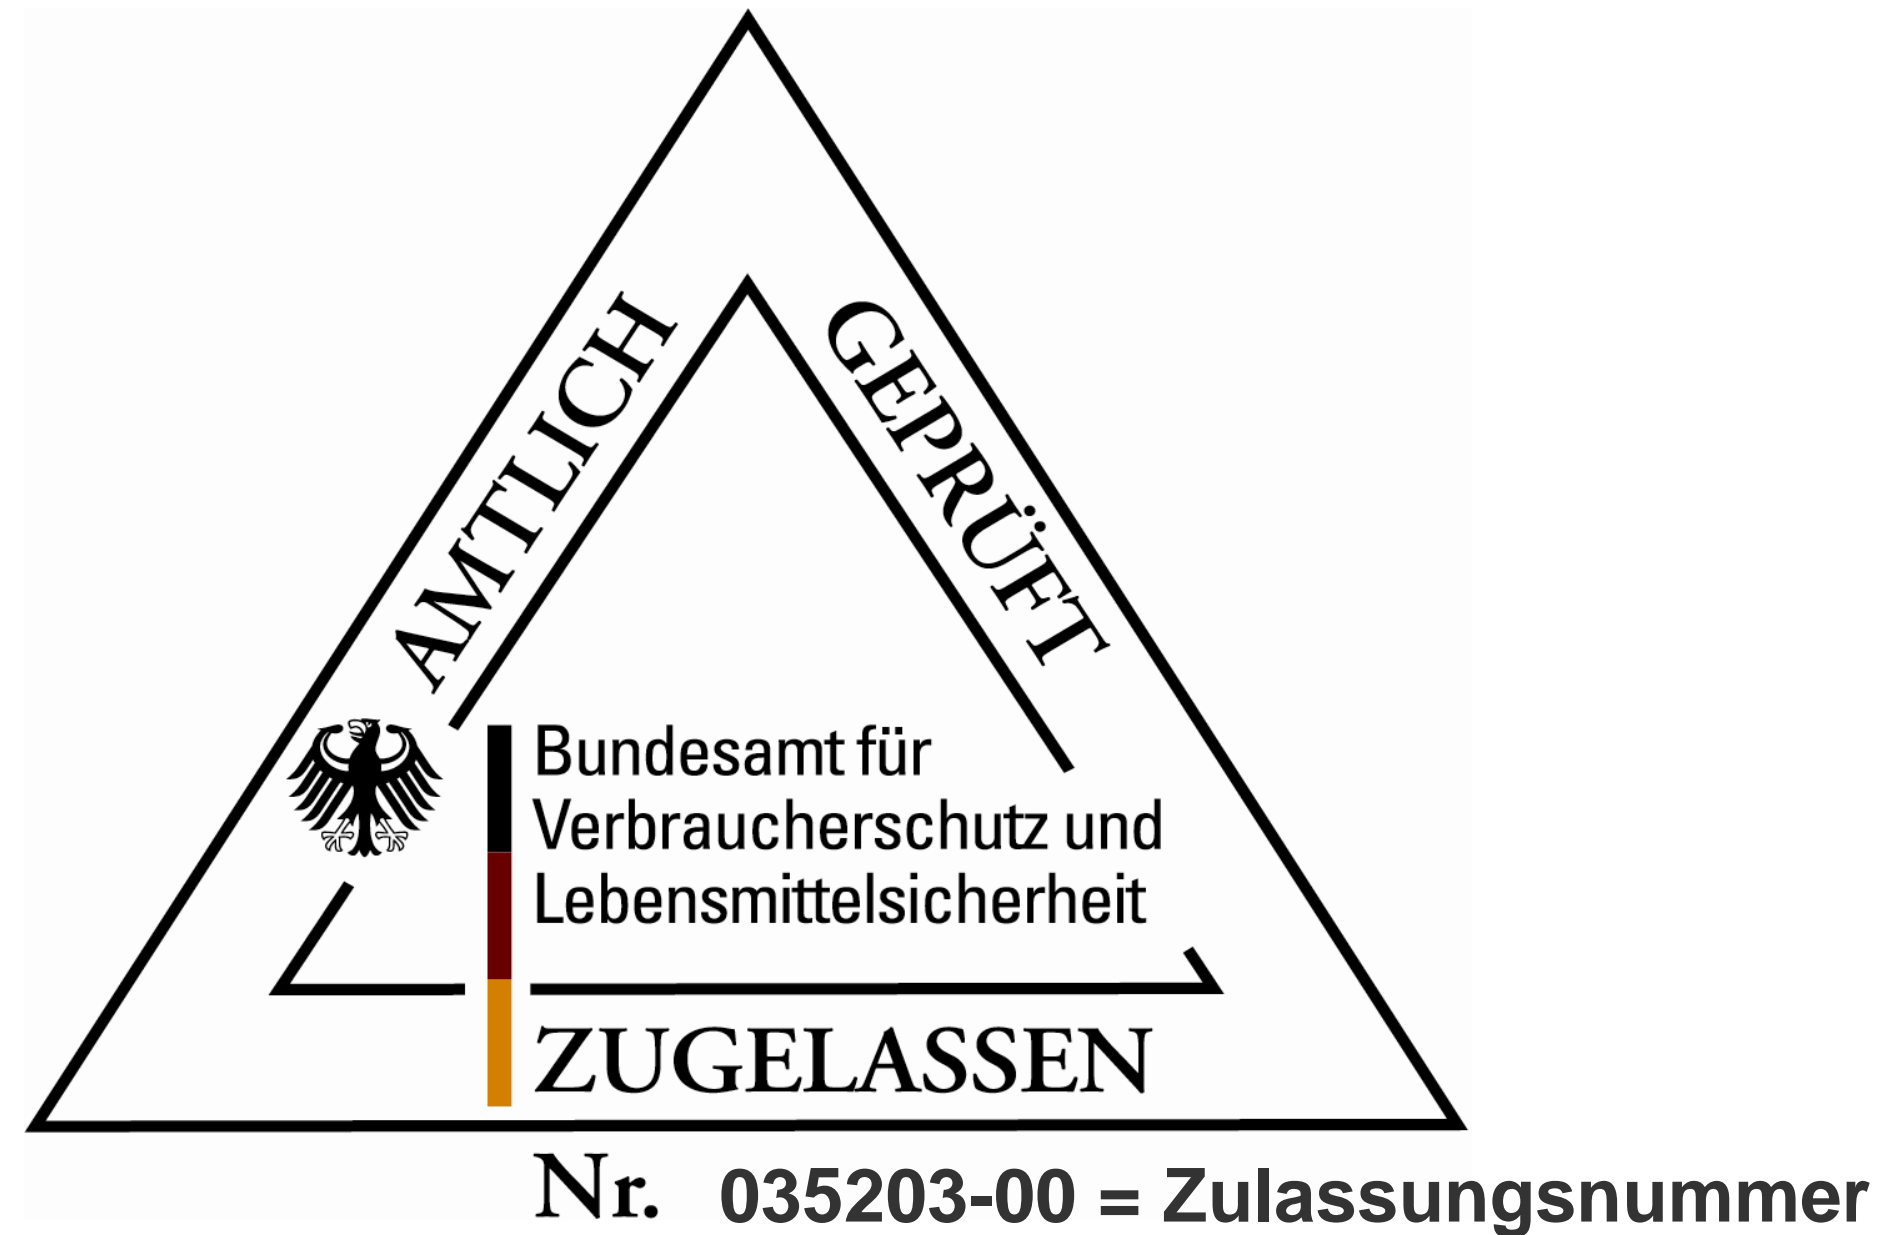 AMTLICH
GEPRÜFT
Bundesamt für
Verbraucherschutz und
Lebensmittelsicherheit
ZUGELASSEN
Nr. 035203-00 = Zulassungsnummer